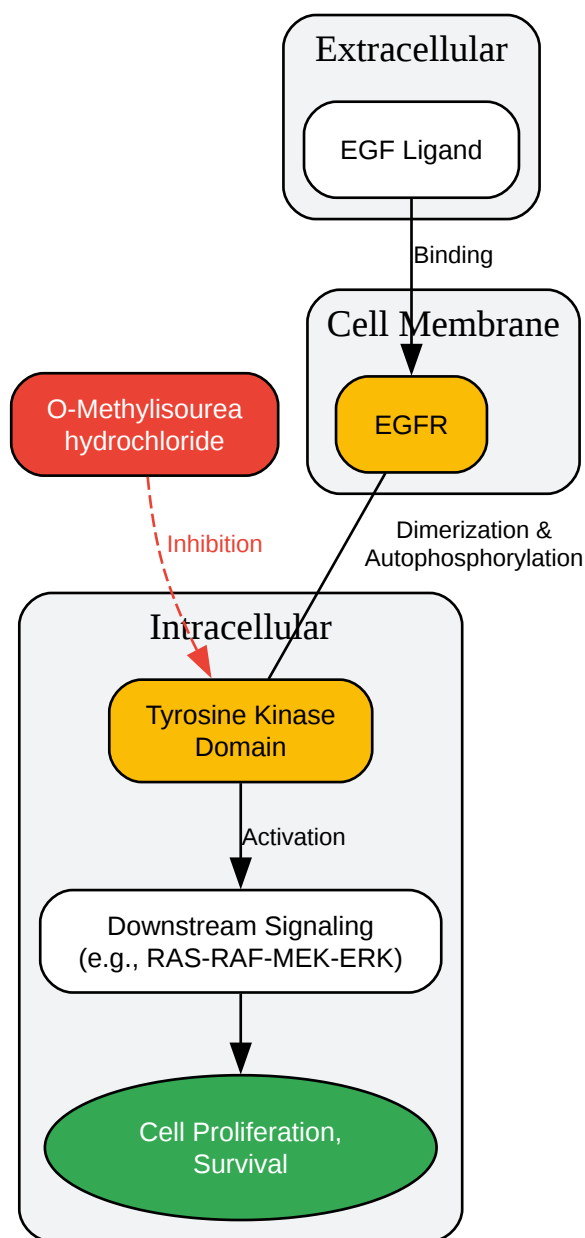 Extracellular
EGF Ligand
Binding
Cell Membrane
O-Methylisourea
hydrochloride
EGFR
Inhibition
Dimerization &
Autophosphorylation
Intracellular
Tyrosine Kinase
Domain
Activation
Downstream Signaling
(e.g., RAS-RAF-MEK-ERK)
Cell Proliferation,
Survival